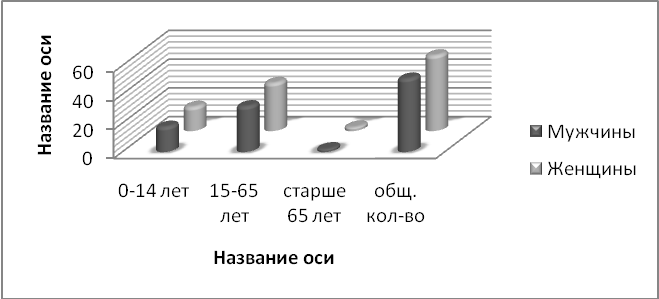 Название оси
60
40
20
0
0-14 лет
15-65
лет
старше
65 лет
общ.
кол-во
Название оси
Мужчины
Женщины